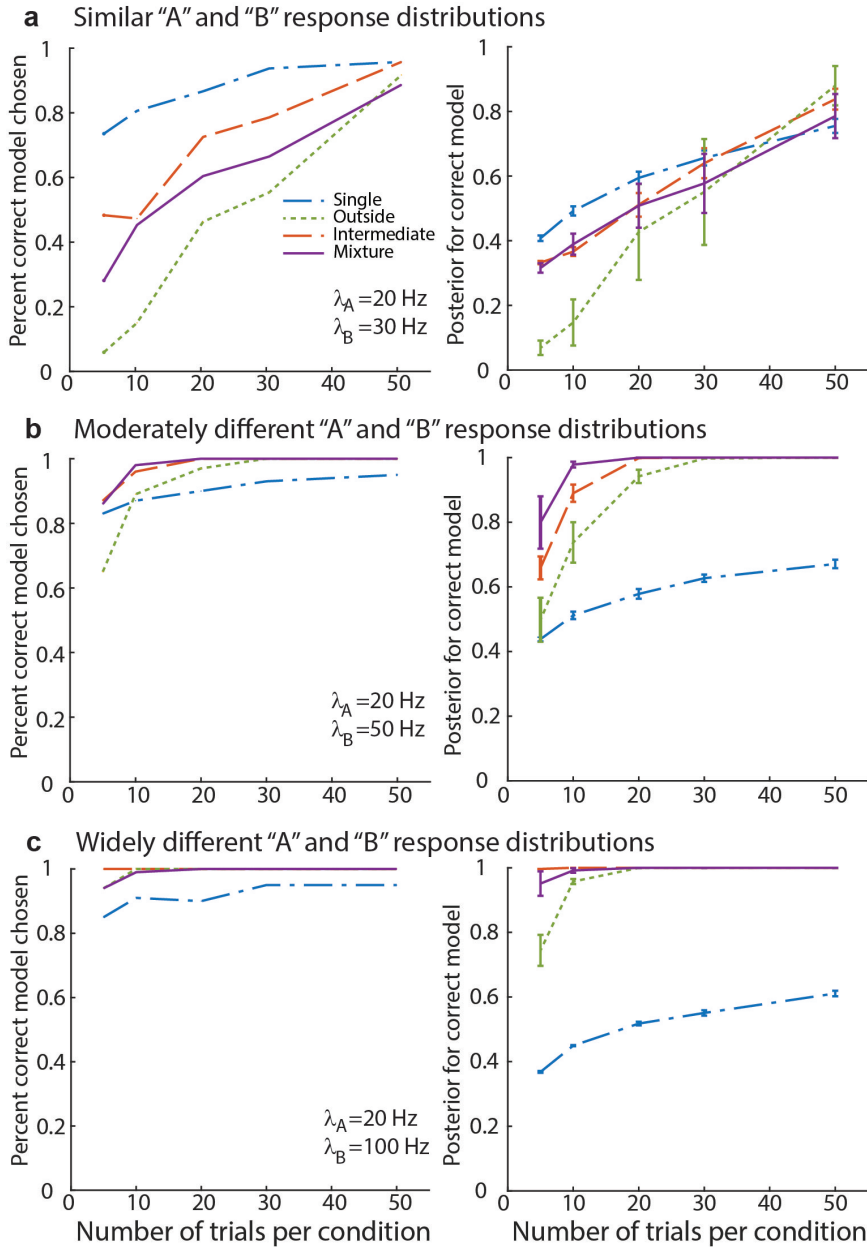 a Similar “A” and “B” response distributions
Percent correct model chosen
1
0.8
0.6
0.4
0.2
0
0 10 20 30 40 50
Single
Outside
Intermediate
Mixture
λA =20 Hz
λB =30 Hz
Posterior for correct model
1
0.8
0.6
0.4
0.2
0
0 10 20 30 40 50
b Moderately different “A” and “B” response distributions
Percent correct model chosen
1
0.8
0.6
0.4
0.2
0
0 10 20 30 40 50
λA =20 Hz
λB =50 Hz
Posterior for correct model
1
0.8
0.6
0.4
0.2
0
0 10 20 30 40 50
c Widely different “A” and “B” response distributions
Percent correct model chosen
1
0.8
0.6
0.4
0.2
0
0 10 20 30 40 50
λA =20 Hz
λB =100 Hz
Number of trials per condition
Posterior for correct model
1
0.8
0.6
0.4
0.2
0
0 10 20 30 40 50
Number of trials per condition